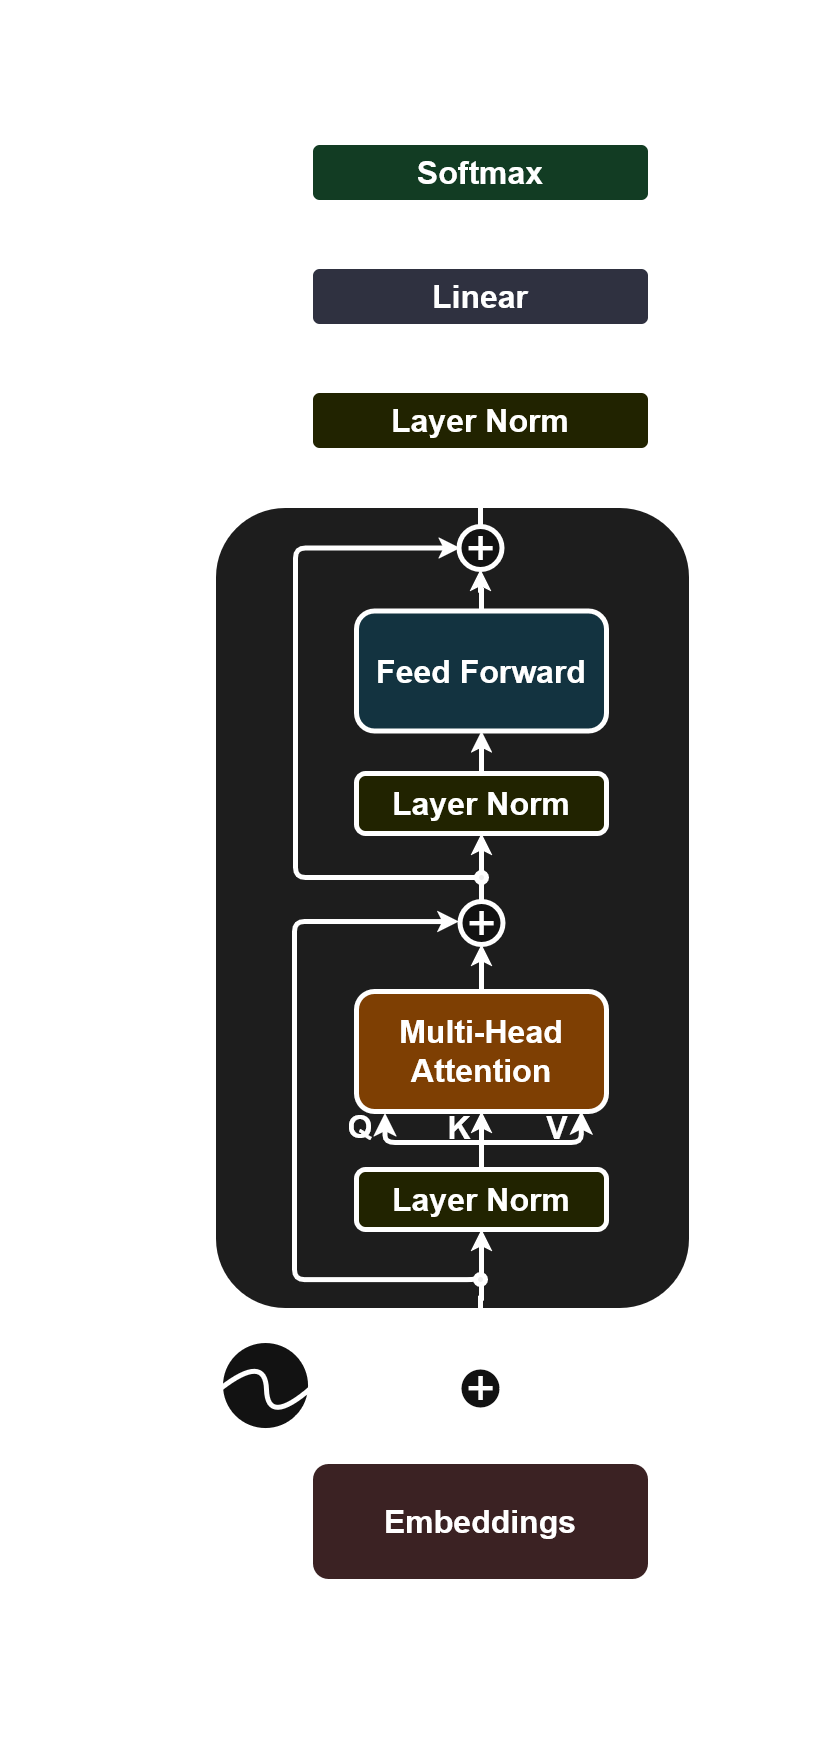 Softmax
Linear
Layer Norm
Feed Forward
Layer Norm
Multi-Head
Attention
Q K V
Layer Norm
Embeddings